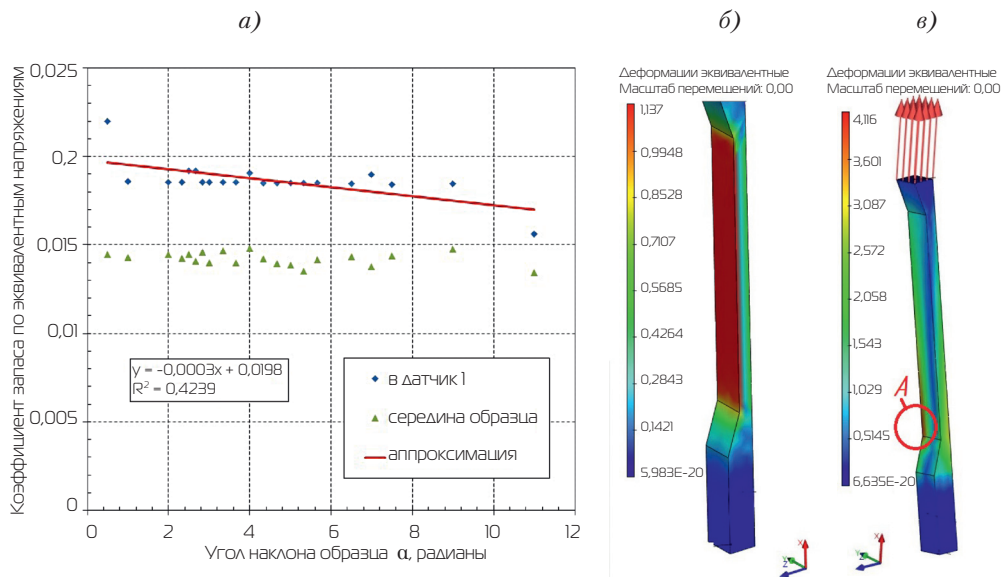 а)
б)
в)
Коэффициент запаса по эквивалентным напряжениям
0,025
0,2
0,015
0,01
0,005
0
0
2
4
6
8
10
12
Угол наклона образца α, радианы
y = -0,0003x + 0,0198
R² = 0,4239
в датчик 1
середина образца
аппроксимация
Деформации эквивалентные
Масштаб перемещений: 0,00
1,137
0,9948
0,8528
0,707
0,5685
0,4264
0,2843
0,1421
5,983E-20
X
Y
Z
Деформации эквивалентные
Масштаб перемещений: 0,00
4,116
3,601
3,087
2,572
2,058
1,543
1,029
0,5145
6,635E-20
А
X
Y
Z